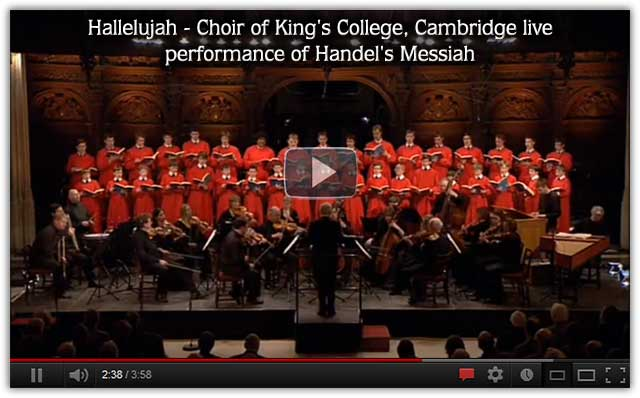 Hallelujah - Choir of King's College, Cambridge live
performance of Handel's Messiah
2:38 / 3:58